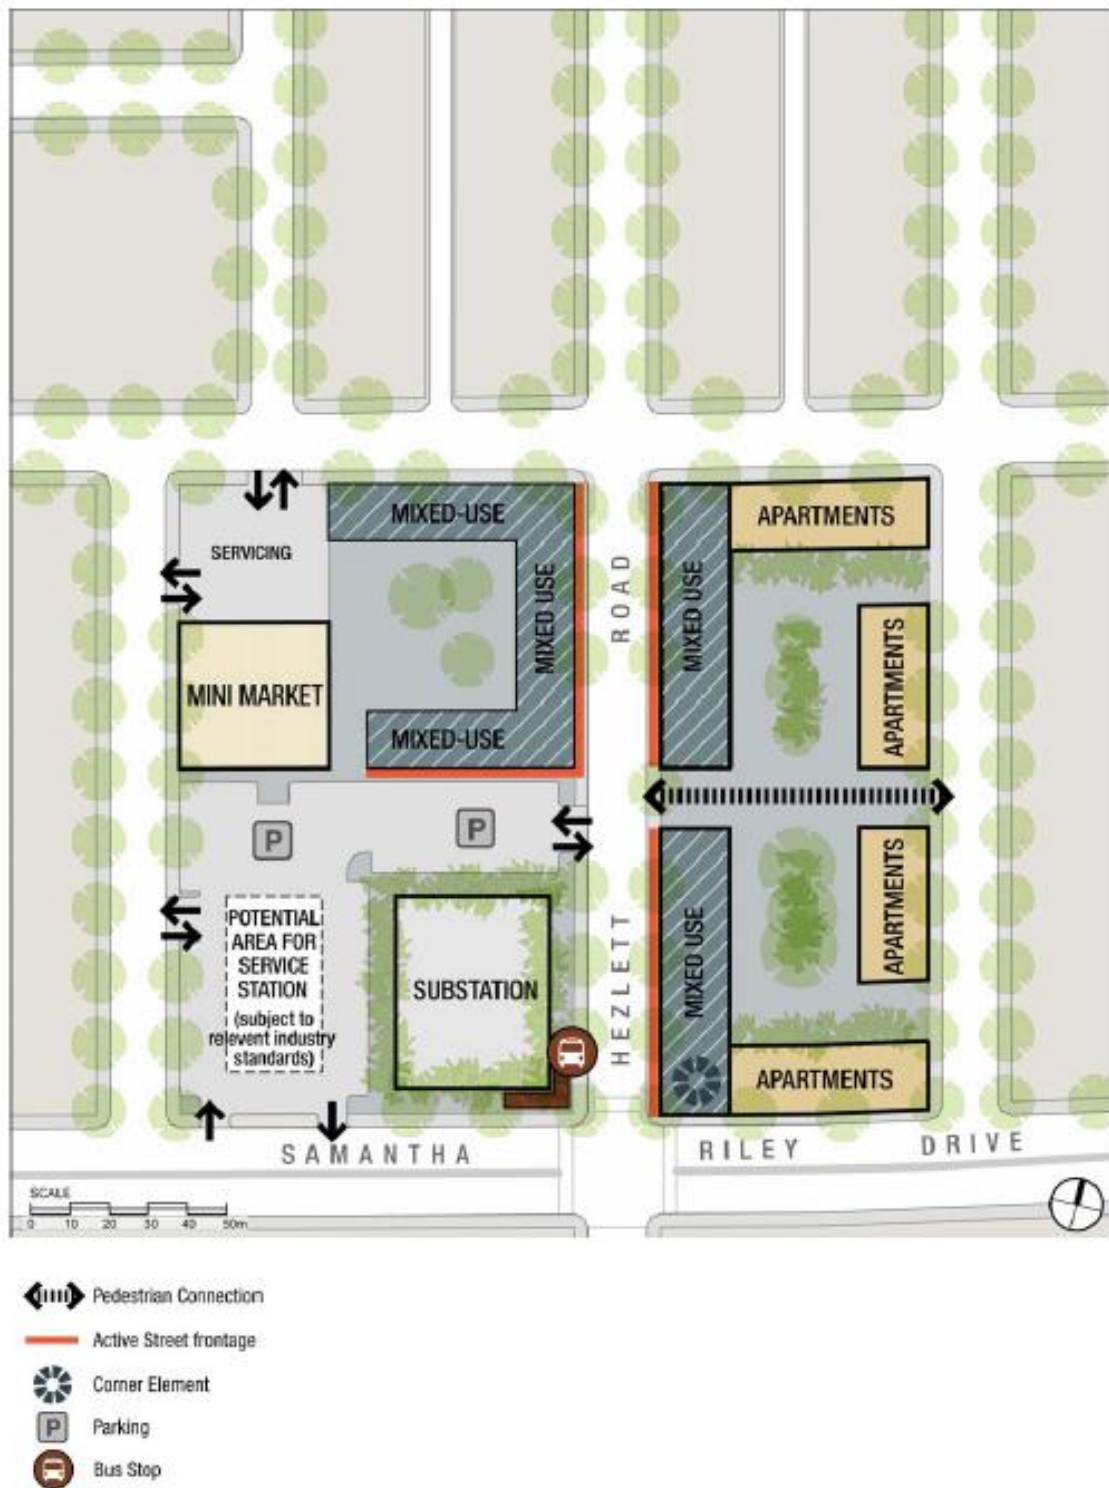 MIXED-USE
APARTMENTS
SERVICING
MIXED USE
ROAD
MIXED USE
APARTMENTS
MINI MARKET
MIXED-USE
P
P
POTENTIAL
AREA FOR
SERVICE
STATION
(subject to
relevent industry
standards)
SUBSTATION
HEZLETT
MIXED USE
APARTMENTS
APARTMENTS
SAMANTHA
RILEY
DRIVE
SCALE
0 10 20 30 40 50m
Pedestrian Connection
Active Street frontage
Corner Element
P Parking
Bus Stop